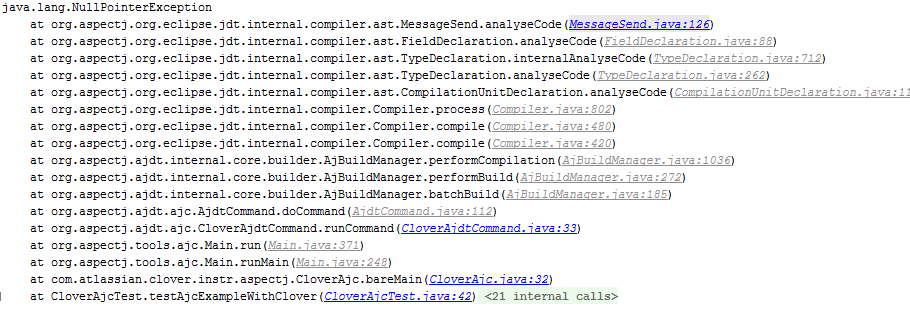 java.lang.NullPointerException
at org.aspectj.org.eclipse.jdt.internal.compiler.ast.MessageSend.analyseCode(MessageSend.java:126)
at org.aspectj.org.eclipse.jdt.internal.compiler.ast.FieldDeclaration.analyseCode(FieldDeclaration.java:88)
at org.aspectj.org.eclipse.jdt.internal.compiler.ast.TypeDeclaration.internalAnalyseCode(TypeDeclaration.java:712)
at org.aspectj.org.eclipse.jdt.internal.compiler.ast.TypeDeclaration.analyseCode(TypeDeclaration.java:262)
at org.aspectj.org.eclipse.jdt.internal.compiler.ast.CompilationUnitDeclaration.analyseCode(CompilationUnitDeclaration.java:11
at org.aspectj.org.eclipse.jdt.internal.compiler.Compiler.process(Compiler.java:802)
at org.aspectj.org.eclipse.jdt.internal.compiler.Compiler.compile(Compiler.java:480)
at org.aspectj.org.eclipse.jdt.internal.compiler.Compiler.compile(Compiler.java:420)
at org.aspectj.ajdt.internal.core.builder.AjBuildManager.performCompilation(AjBuildManager.java:1036)
at org.aspectj.ajdt.internal.core.builder.AjBuildManager.performBuild(AjBuildManager.java:272)
at org.aspectj.ajdt.internal.core.builder.AjBuildManager.batchBuild(AjBuildManager.java:185)
at org.aspectj.ajdt.ajc.AjdtCommand.doCommand(AjdtCommand.java:112)
at org.aspectj.ajdt.ajc.CloverAjdtCommand.runCommand(CloverAjdtCommand.java:33)
at org.aspectj.tools.ajc.Main.run(Main.java:371)
at org.aspectj.tools.ajc.Main.runMain(Main.java:248)
at com.atlassian.clover.instr.aspectj.CloverAjc.bareMain(CloverAjc.java:32)
at CloverAjcTest.testAjcExampleWithClover(CloverAjcTest.java:42) <21 internal calls>